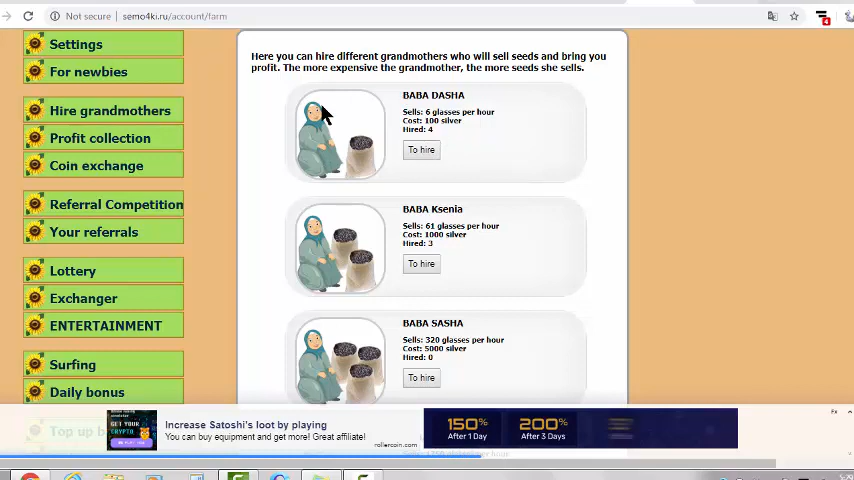 Not secure
semo4ki.ru/account/farm
4
Settings
For newbies
Hire grandmothers
Profit collection
Coin exchange
Referral Competition
Your referrals
Lottery
Exchanger
ENTERTAINMENT
Surfing
Daily bonus
Top up b
Here you can hire different grandmothers who will sell seeds and bring you
profit. The more expensive the grandmother, the more seeds she sells.
BABA DASHA
Sells: 6 glasses per hour
Cost: 100 silver
Hired: 4
To hire
BABA Ksenia
Sells: 61 glasses per hour
Cost: 1000 silver
Hired: 3
To hire
BABA SASHA
Sells: 320 glasses per hour
Cost: 5000 silver
Hired: 0
To hire
GET YOUR
CRYPTO
Increase Satoshi's loot by playing
You can buy equipment and get more! Great affiliate!
rollercoin.com
150%
After 1 Day
200%
After 3 Days